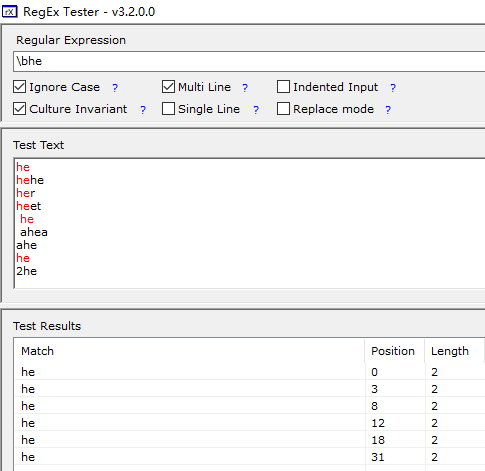 rX RegEx Tester - v3.2.0.0
Regular Expression
\bhe
Ignore Case ? Multi Line ? Indented Input ?
Culture Invariant ? Single Line ? Replace mode ?
Test Text
he
hehe
her
heet
he
ahea
ahe
he
2he
Test Results
Match Position Length
he 0 2
he 3 2
he 8 2
he 12 2
he 18 2
he 31 2